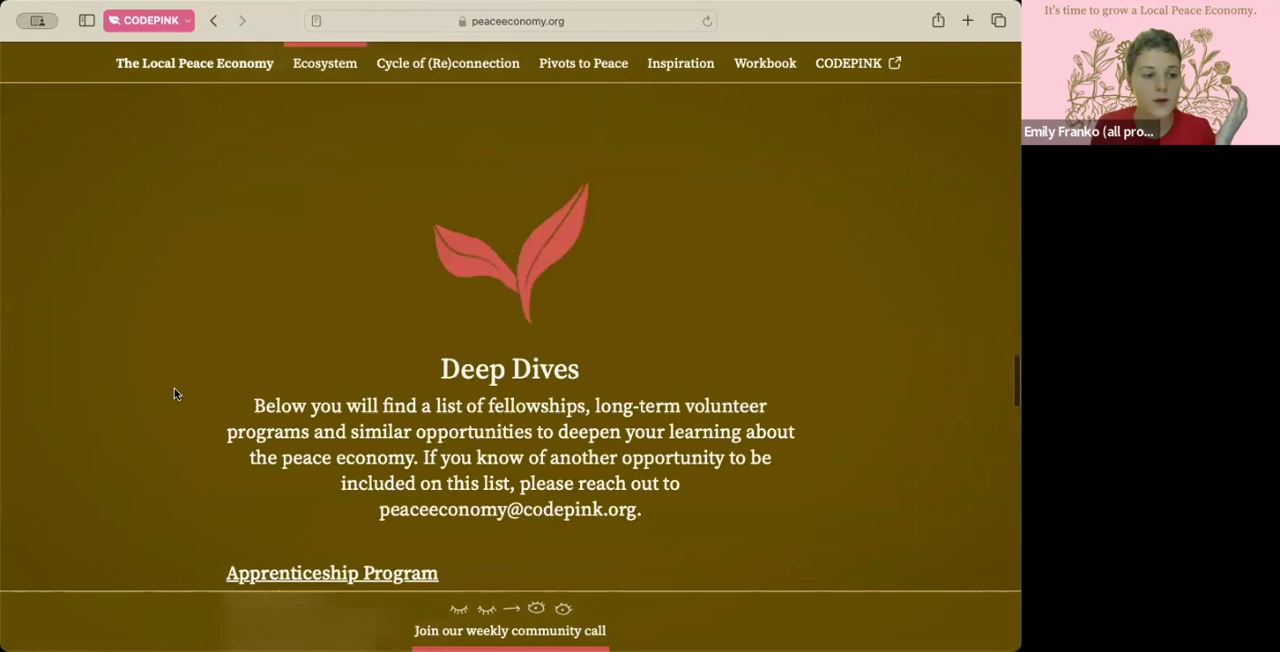 CODEPINK
peaceeconomy.org
The Local Peace Economy Ecosystem Cycle of (Re)connection Pivots to Peace Inspiration Workbook CODEPINK
It's time to grow a Local Peace Economy.
Emily Franko (all pro...
Deep Dives
Below you will find a list of fellowships, long-term volunteer
programs and similar opportunities to deepen your learning about
the peace economy. If you know of another opportunity to be
included on this list, please reach out to
peaceeconomy@codepink.org.
Apprenticeship Program
Join our weekly community call